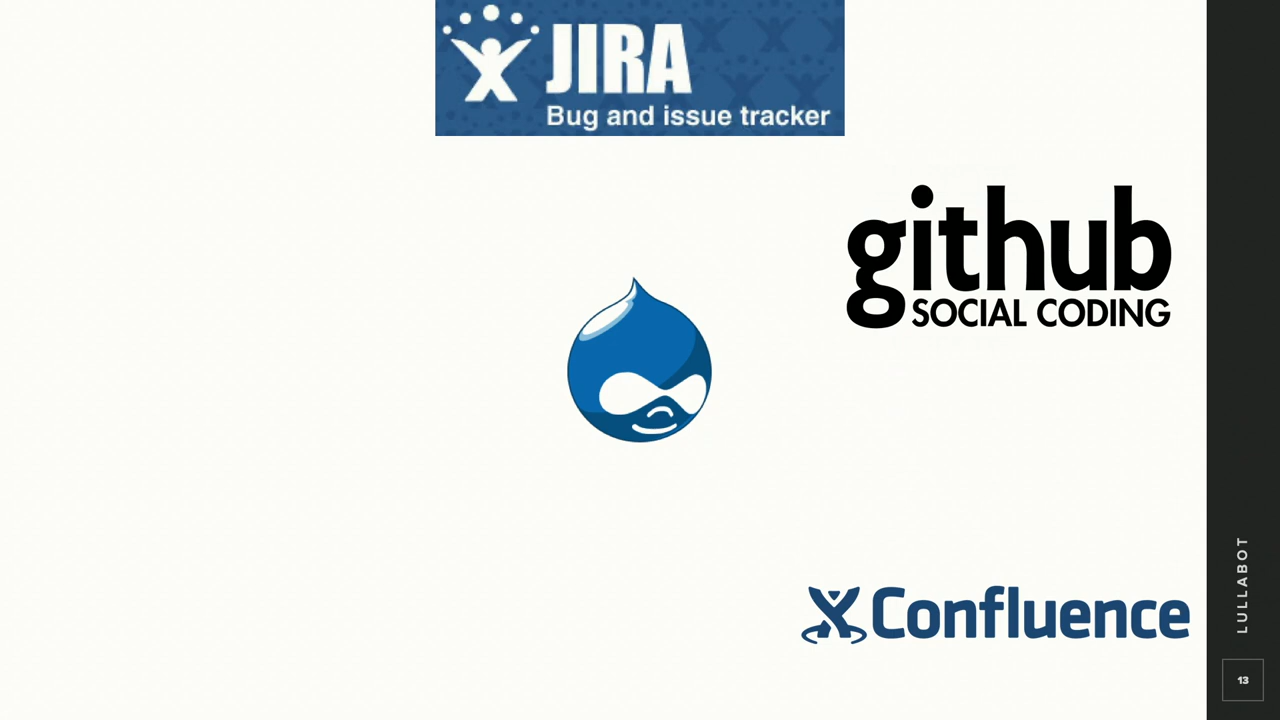 JIRA
Bug and issue tracker
github
SOCIAL CODING
Confluence
LULLABOT
13